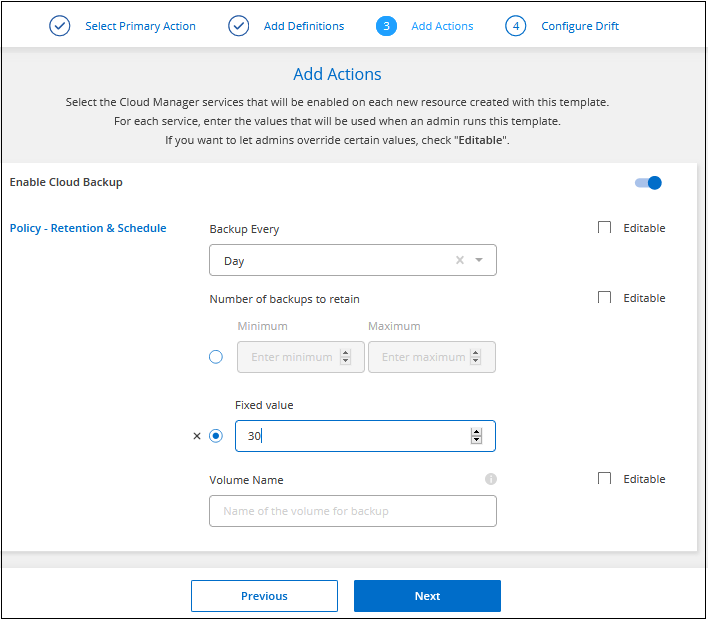 Select Primary Action
Add Definitions
3
Add Actions
4
Configure Drift
Add Actions
Select the Cloud Manager services that will be enabled on each new resource created with this template.
For each service, enter the values that will be used when an admin runs this template.
If you want to let admins override certain values, check "Editable".
Enable Cloud Backup
Policy - Retention & Schedule
Backup Every
Editable
Day
Number of backups to retain
Editable
Minimum
Maximum
Enter minimum
Enter maximum
Fixed value
30
Volume Name
Editable
Name of the volume for backup
Previous
Next